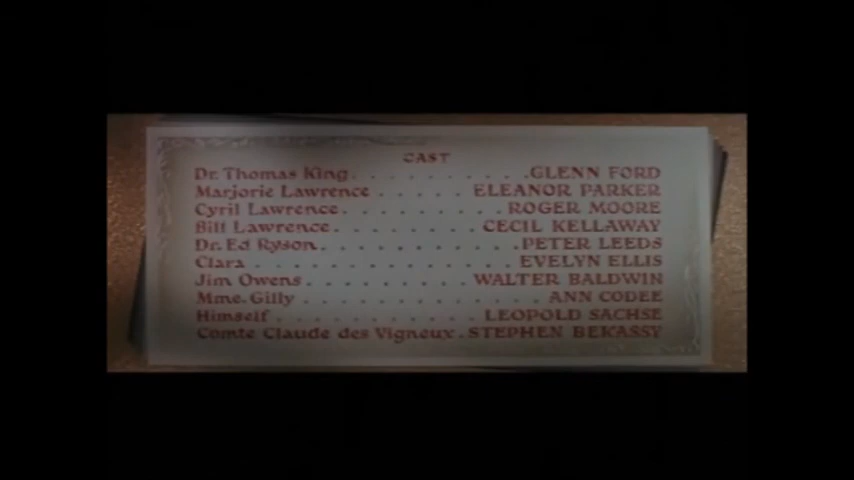 CAST
Dr. Thomas King. . . . . . . . . .GLENN FORD
Marjorie Lawrence . . . . . ELEANOR PARKER
Cyril Lawrence. . . . . . . . . ROGER MOORE
Bill Lawrence. . . . . . . . CECIL KELLAWAY
Dr. Ed Ryson. . . . . . . . . . .PETER LEEDS
Clara . . . . . . . . . . . . . . EVELYN ELLIS
Jim Owens . . . . . . . . . WALTER BALDWIN
Mme. Gilly . . . . . . . . . . . . . ANN CODEE
Himself . . . . . . . . . . . LEOPOLD SACHSE
Comte Claude des Vigneux . STEPHEN BEKASSY